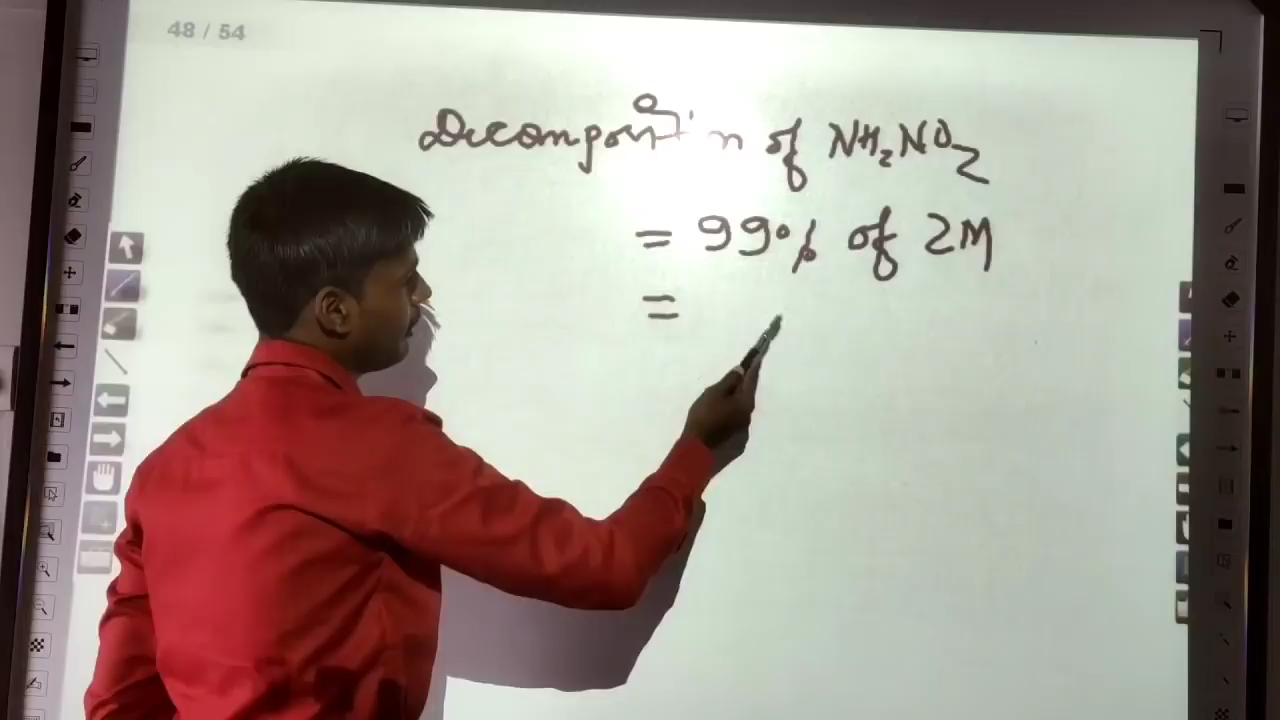 48 / 54
Decomposition of NH₂NO₂
= 99% of 2M
=